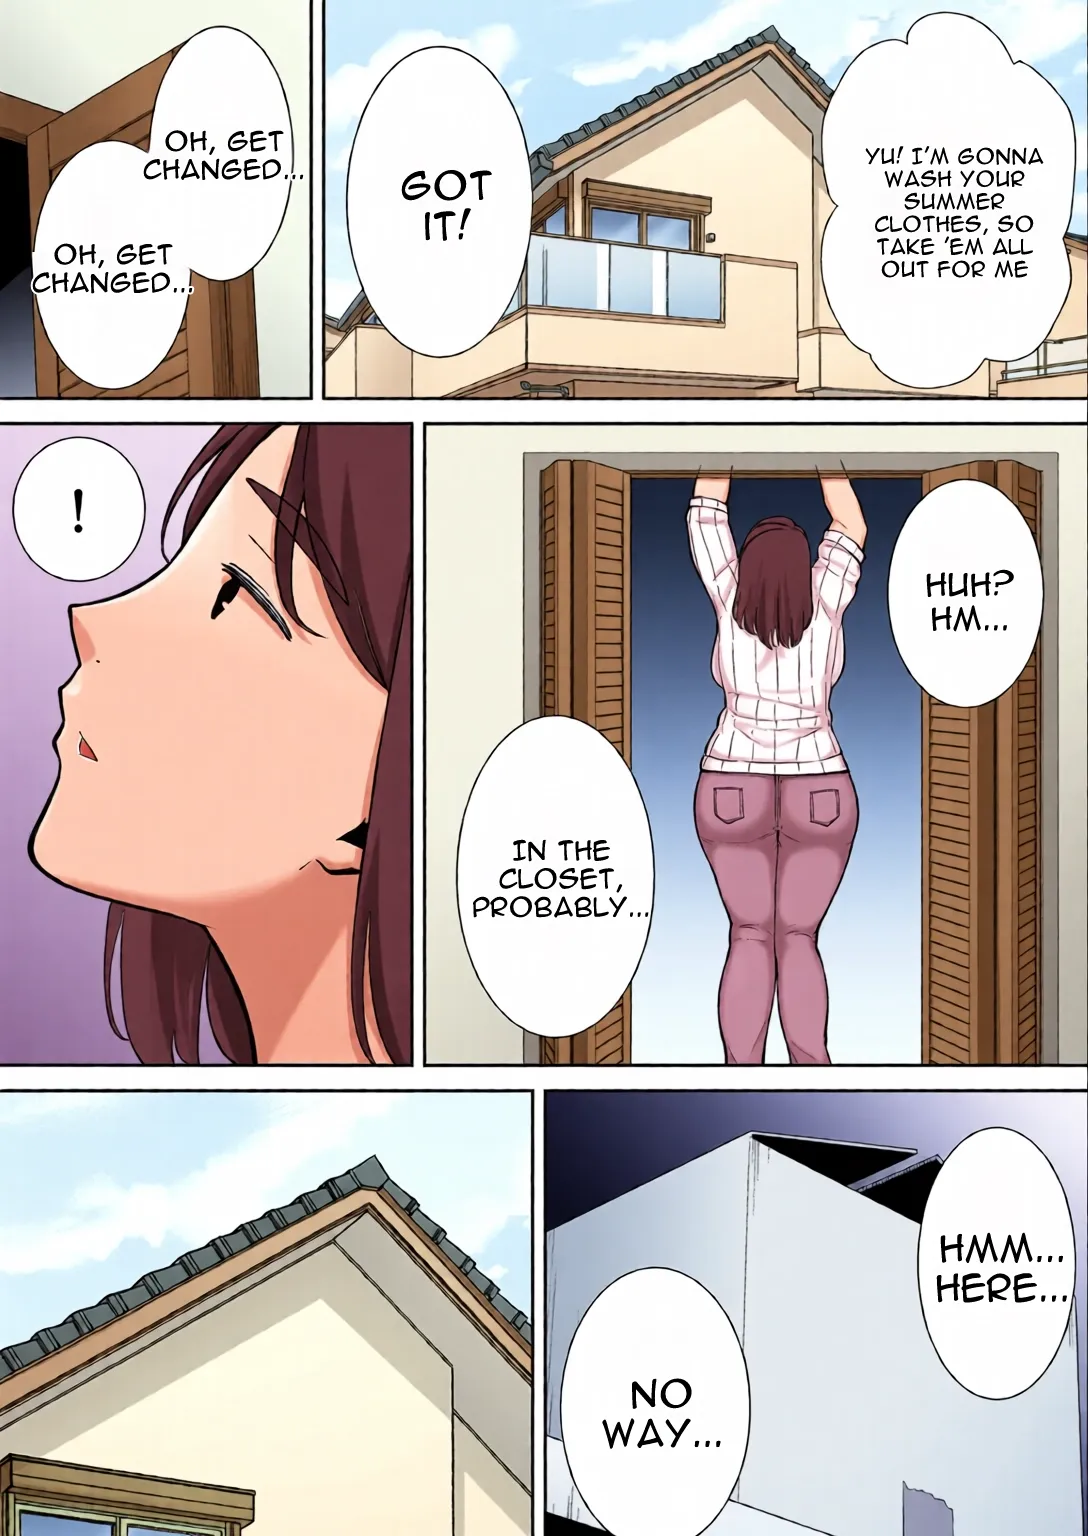 YU! I'M GONNA
WASH YOUR
SUMMER
CLOTHES, SO
TAKE 'EM ALL
OUT FOR ME
GOT
IT!
OH, GET
CHANGED...
OH, GET
CHANGED...
HUH?
HM...
IN THE
CLOSET,
PROBABLY...
!
HMM...
HERE...
NO
WAY...